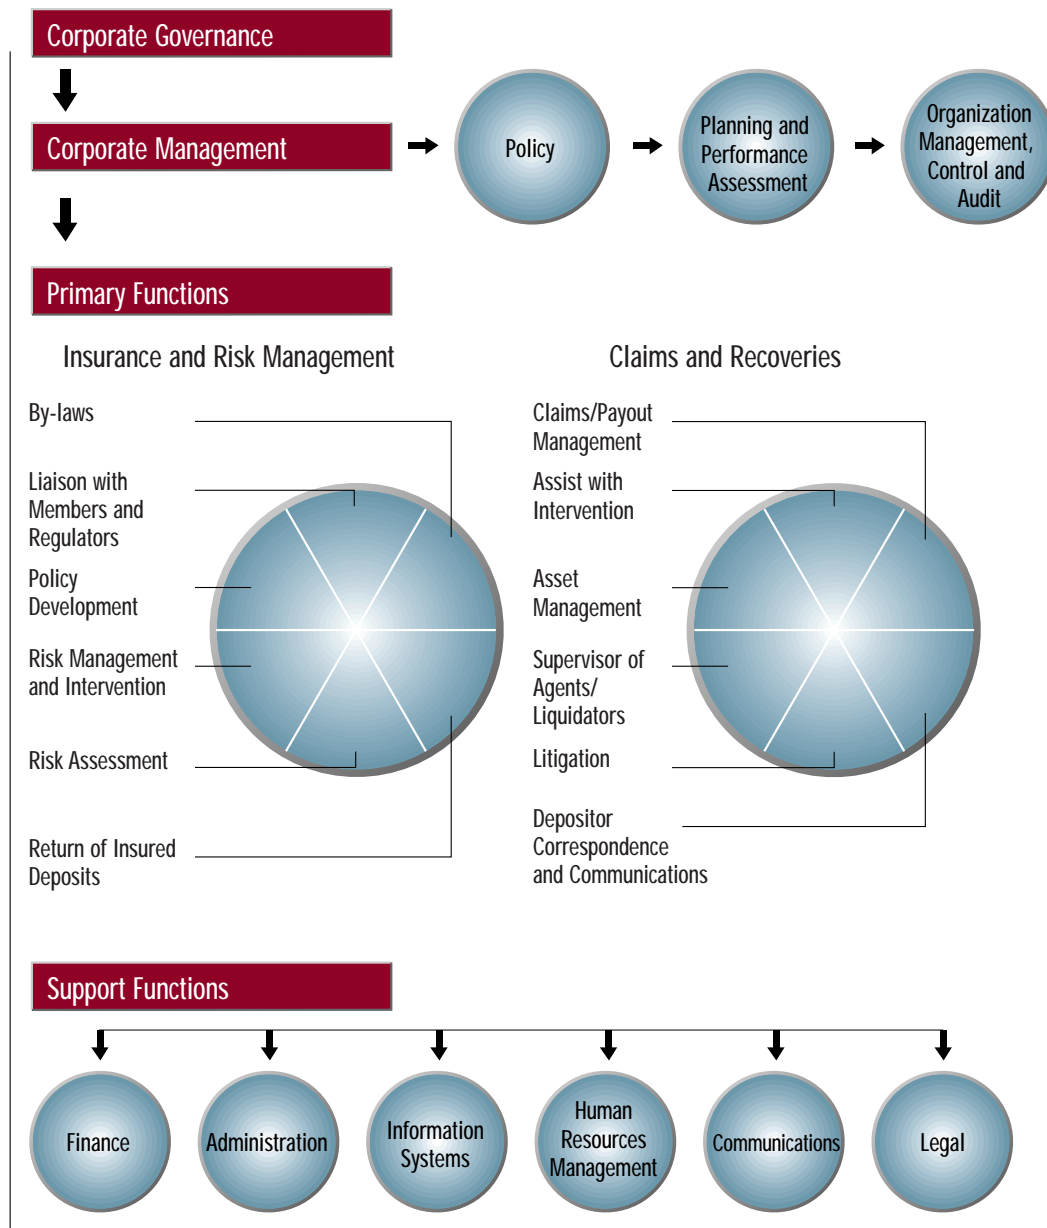 Corporate Governance
Corporate Management
Policy
Planning and
Performance
Assessment
Organization
Management,
Control and
Audit
Primary Functions
Insurance and Risk Management
By-laws
Liaison with
Members and
Regulators
Policy
Development
Risk Management
and Intervention
Risk Assessment
Return of Insured
Deposits
Claims and Recoveries
Claims/Payout
Management
Assist with
Intervention
Asset
Management
Supervisor of
Agents/
Liquidators
Litigation
Depositor
Correspondence
and Communications
Support Functions
Finance
Administration
Information
Systems
Human
Resources
Management
Communications
Legal